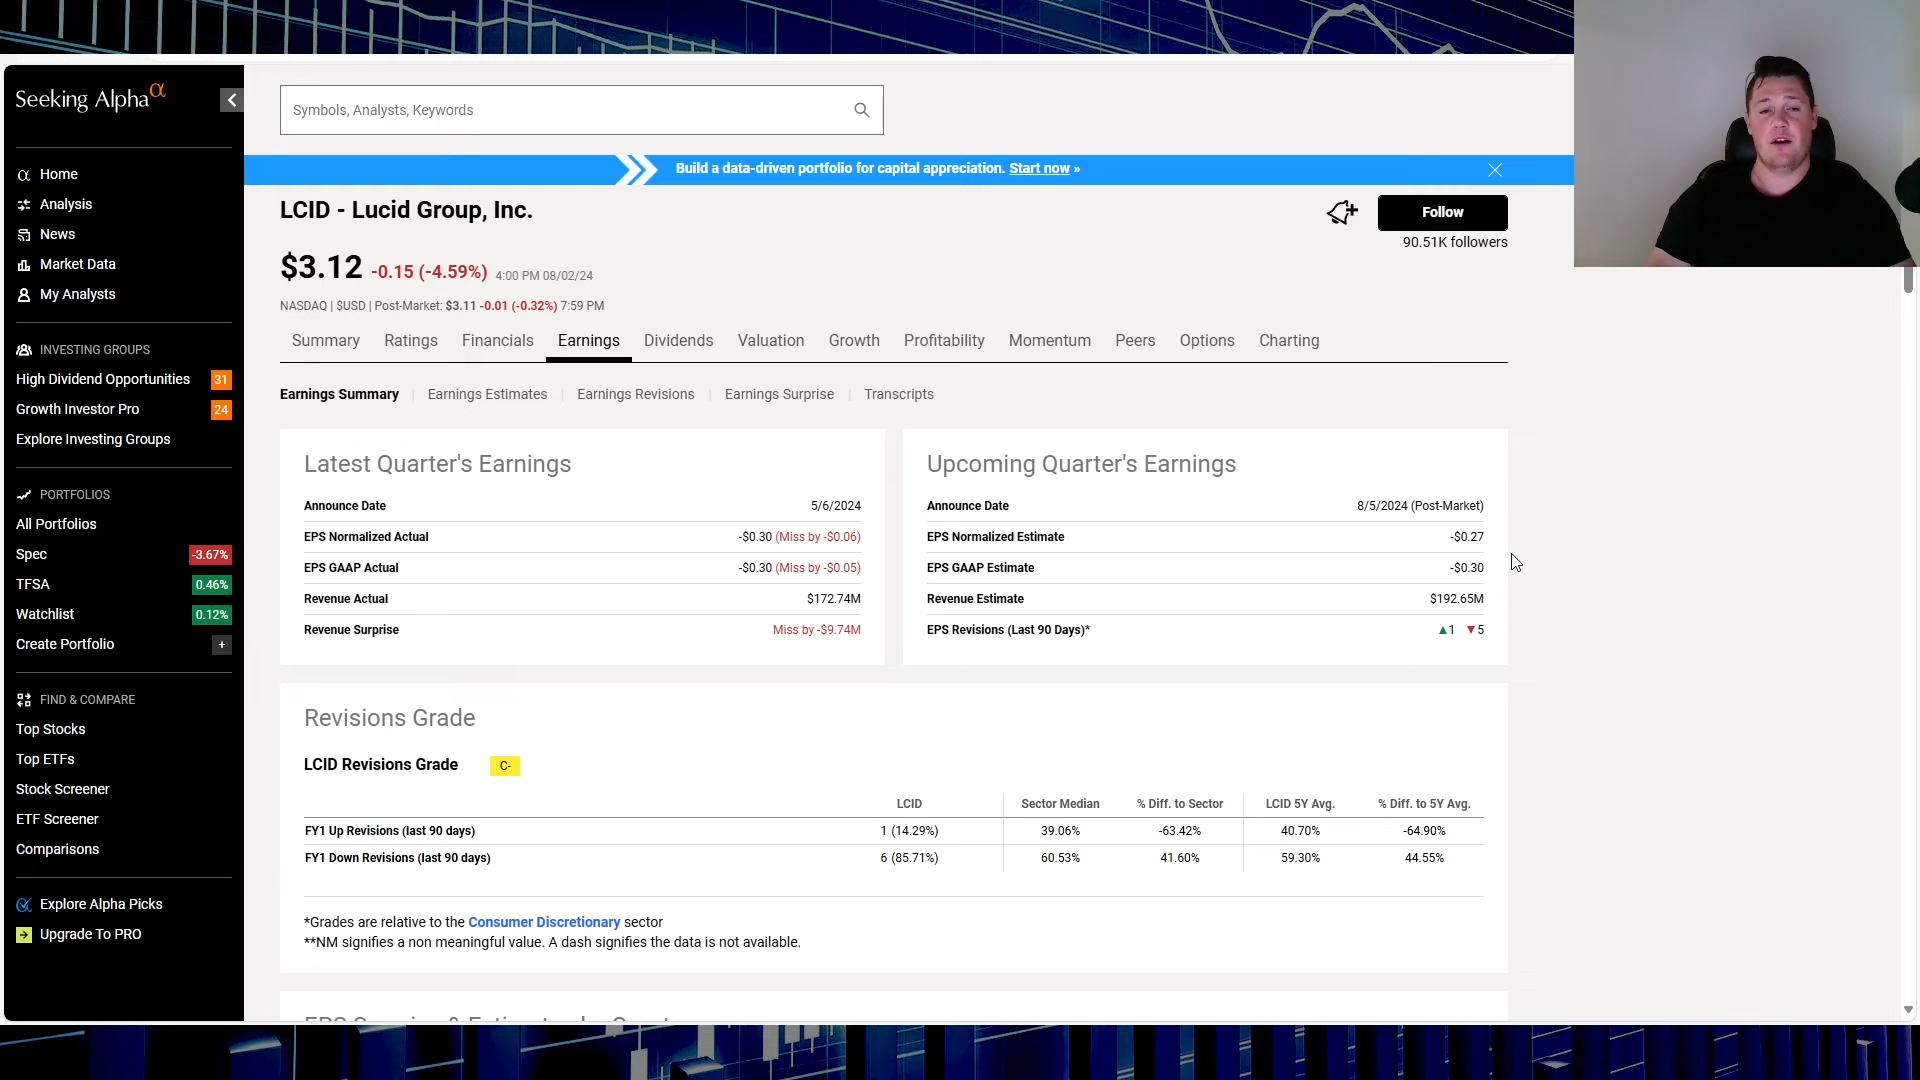 Seeking Alpha α
Symbols, Analysts, Keywords
Build a data-driven portfolio for capital appreciation. Start now »
Home
Analysis
News
Market Data
My Analysts
INVESTING GROUPS
High Dividend Opportunities 31
Growth Investor Pro 24
Explore Investing Groups
PORTFOLIOS
All Portfolios
Spec -3.67%
TFSA 0.46%
Watchlist 0.12%
Create Portfolio +
FIND & COMPARE
Top Stocks
Top ETFs
Stock Screener
ETF Screener
Comparisons
Explore Alpha Picks
Upgrade To PRO
LCID - Lucid Group, Inc.
Follow
90.51K followers
$3.12 -0.15 (-4.59%) 4:00 PM 08/02/24
NASDAQ | $USD | Post-Market: $3.11 -0.01 (-0.32%) 7:59 PM
Summary Ratings Financials Earnings Dividends Valuation Growth Profitability Momentum Peers Options Charting
Earnings Summary | Earnings Estimates | Earnings Revisions | Earnings Surprise | Transcripts
Latest Quarter's Earnings
Announce Date 5/6/2024
EPS Normalized Actual -$0.30 (Miss by -$0.06)
EPS GAAP Actual -$0.30 (Miss by -$0.05)
Revenue Actual $172.74M
Revenue Surprise Miss by -$9.74M
Upcoming Quarter's Earnings
Announce Date 8/5/2024 (Post-Market)
EPS Normalized Estimate -$0.27
EPS GAAP Estimate -$0.30
Revenue Estimate $192.65M
EPS Revisions (Last 90 Days)* ▲1 ▼5
Revisions Grade
LCID Revisions Grade C-
LCID Sector Median % Diff. to Sector LCID 5Y Avg. % Diff. to 5Y Avg.
FY1 Up Revisions (last 90 days) 1 (14.29%) 39.06% -63.42% 40.70% -64.90%
FY1 Down Revisions (last 90 days) 6 (85.71%) 60.53% 41.60% 59.30% 44.55%
*Grades are relative to the Consumer Discretionary sector
**NM signifies a non meaningful value. A dash signifies the data is not available.